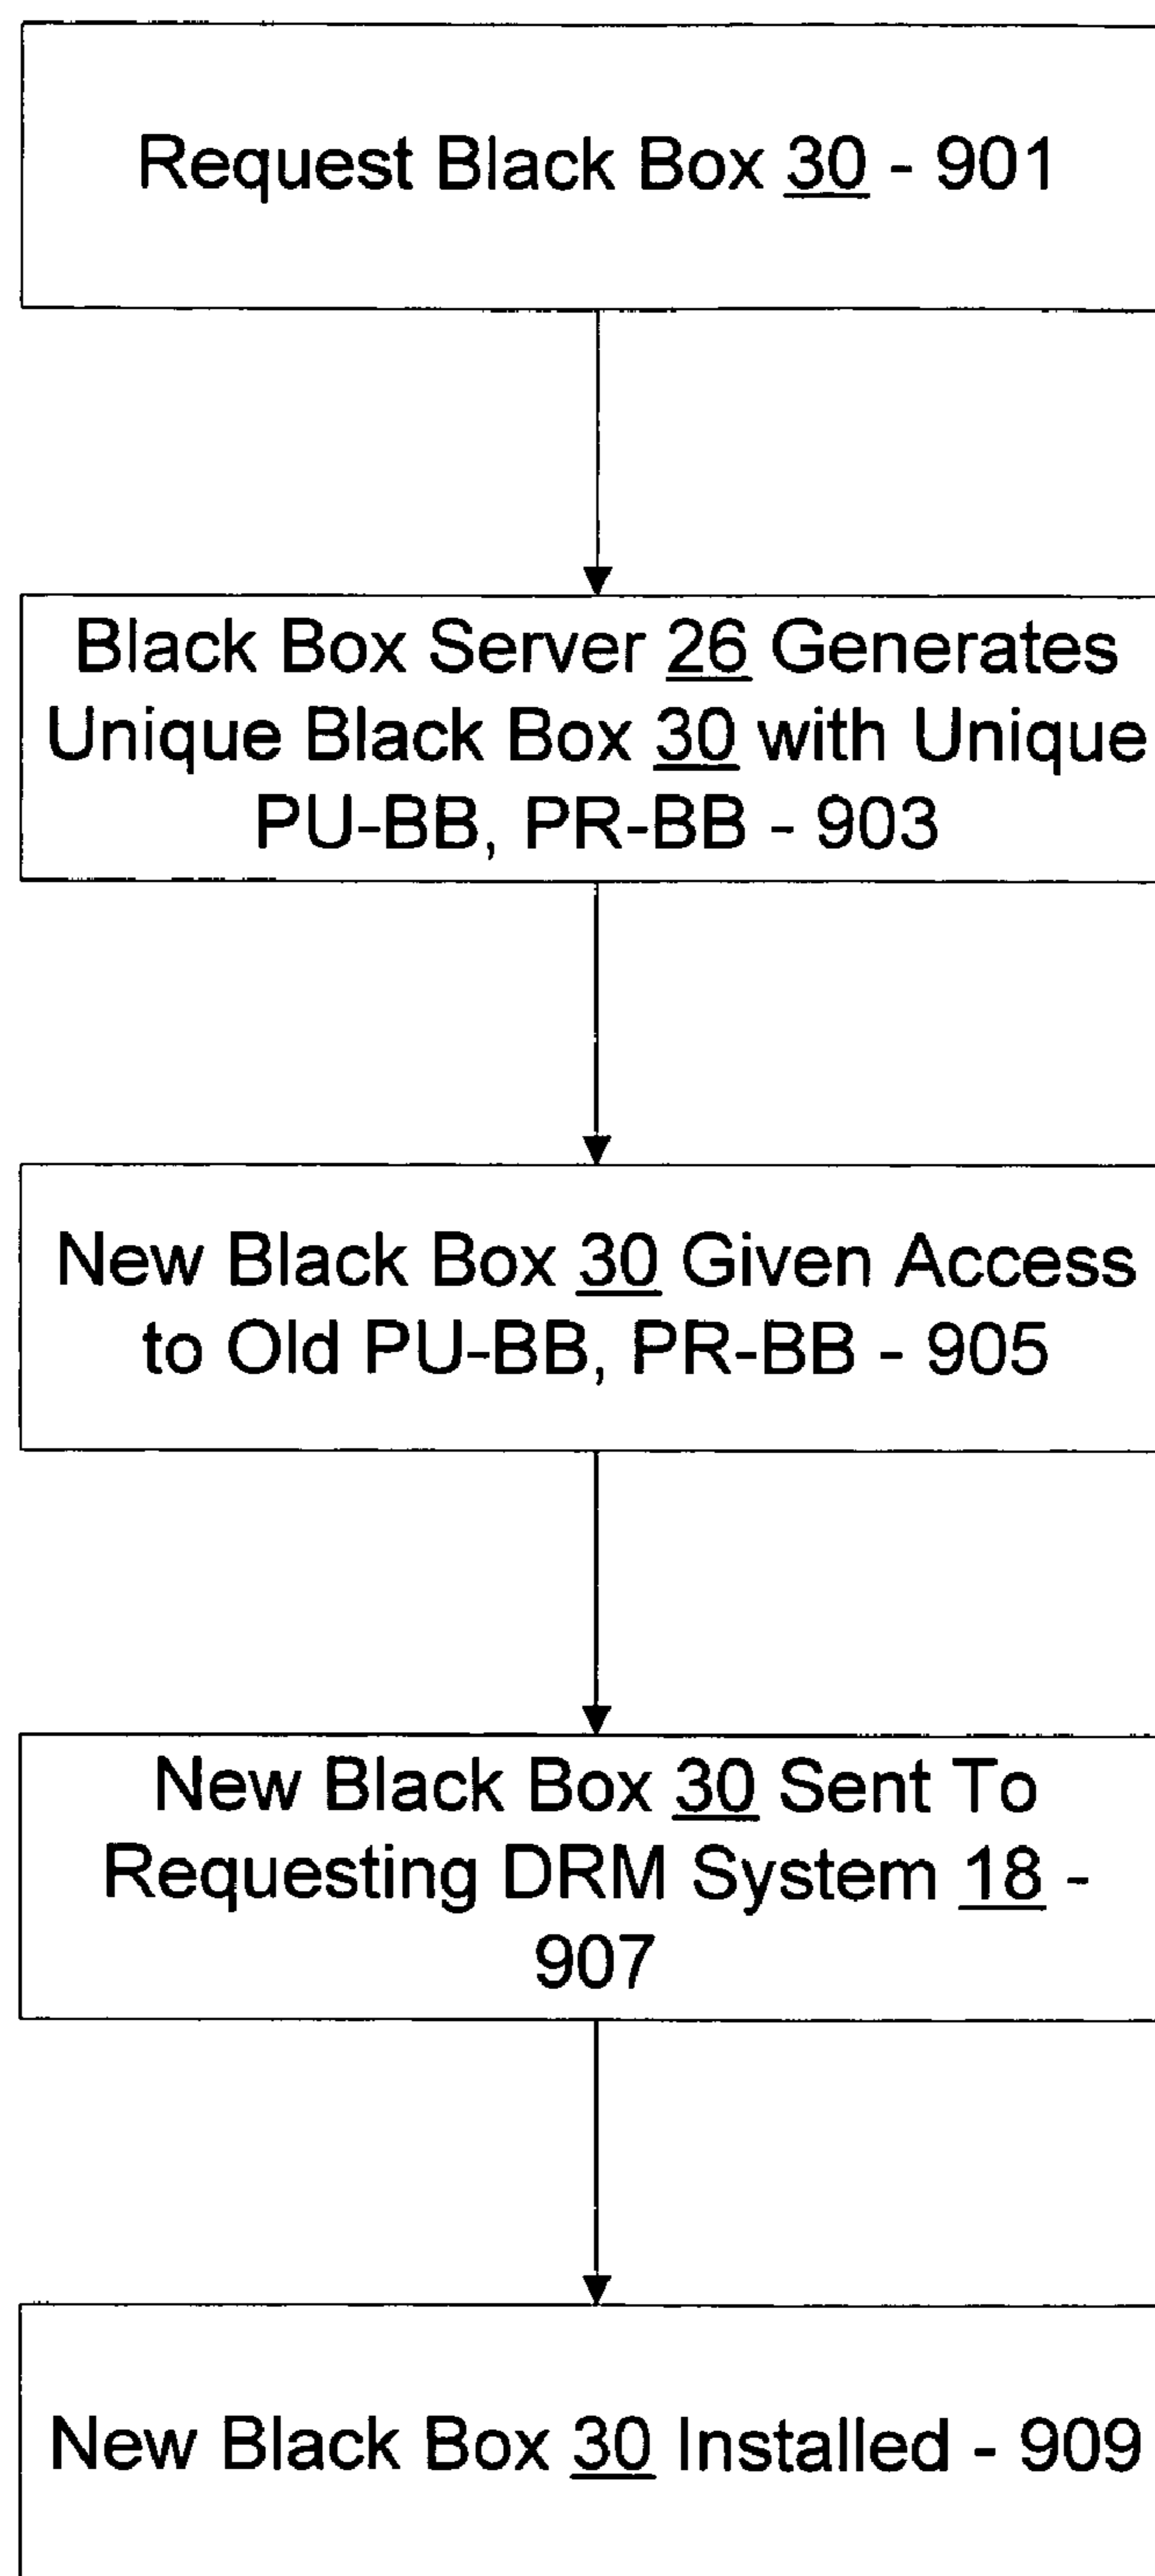 Request Black Box 30 - 901
Black Box Server 26 Generates
Unique Black Box 30 with Unique
PU-BB, PR-BB - 903
New Black Box 30 Given Access
to Old PU-BB, PR-BB - 905
New Black Box 30 Sent To
Requesting DRM System 18 -
907
New Black Box 30 Installed - 909